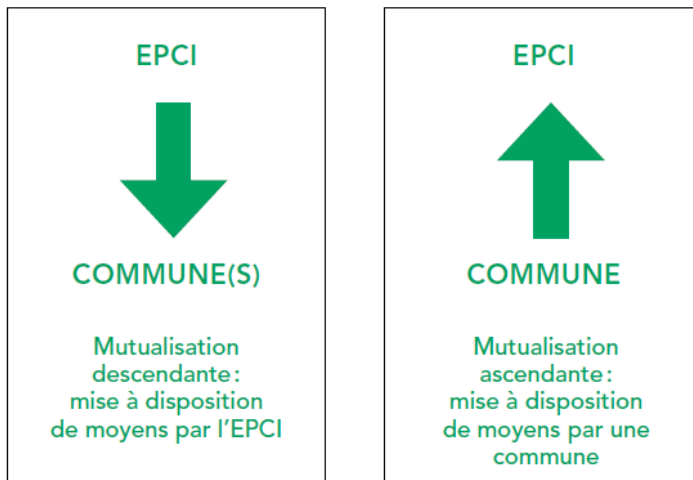 EPCI
COMMUNE(S)
Mutualisation
descendante :
mise à disposition
de moyens par l’EPCI
EPCI
COMMUNE
Mutualisation
ascendante :
mise à disposition
de moyens par une
commune